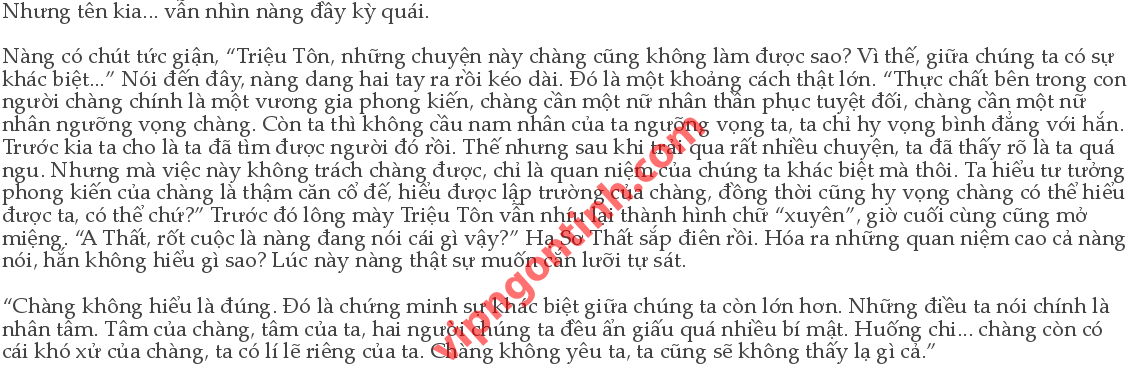 Nhưng tên kia... vẫn nhìn nàng đầy kỳ quái.
Nàng có chút tức giận, “Triệu Tôn, những chuyện này chàng cũng không làm được sao? Vì thế, giữa chúng ta có sự
khác biệt...” Nói đến đây, nàng dang hai tay ra rồi kéo dài. Đó là một khoảng cách thật lớn. “Thực chất bên trong con
người chàng chính là một vương gia phong kiến, chàng cần một nữ nhân thần phục tuyệt đối, chàng cần một nữ
nhân ngưỡng vọng chàng. Còn ta thì không cầu nam nhân của ta ngưỡng vọng ta, ta chỉ hy vọng bình đẳng với hắn.
Trước kia ta cho là ta đã tìm được người đó rồi. Thế nhưng sau khi trải qua rất nhiều chuyện, ta đã thấy rõ là ta quá
ngu. Nhưng mà việc này không trách chàng được, chỉ là quan niệm của chúng ta khác biệt mà thôi. Ta hiểu tư tưởng
phong kiến của chàng là thậm căn cố đế, hiểu được lập trường của chàng, đồng thời cũng hy vọng chàng có thể hiểu
được ta, có thể chứ?” Trước đó lông mày Triệu Tôn vẫn nhíu lại thành hình chữ “xuyên”, giờ cuối cùng cũng mở
miệng. “A Thất, rốt cuộc là nàng đang nói cái gì vậy?” Hạ Sơ Thất sắp điên rồi. Hóa ra những quan niệm cao cả nàng
nói, hắn không hiểu gì sao? Lúc này nàng thật sự muốn cắn lưỡi tự sát.
“Chàng không hiểu là đúng. Đó là chứng minh sự khác biệt giữa chúng ta còn lớn hơn. Những điều ta nói chính là
nhân tâm. Tâm của chàng, tâm của ta, hai người chúng ta đều ẩn giấu quá nhiều bí mật. Huống chi... chàng còn có
cái khó xử của chàng, ta có lí lẽ riêng của ta. Chàng không yêu ta, ta cũng sẽ không thấy lạ gì cả.”
vipngontinh.com